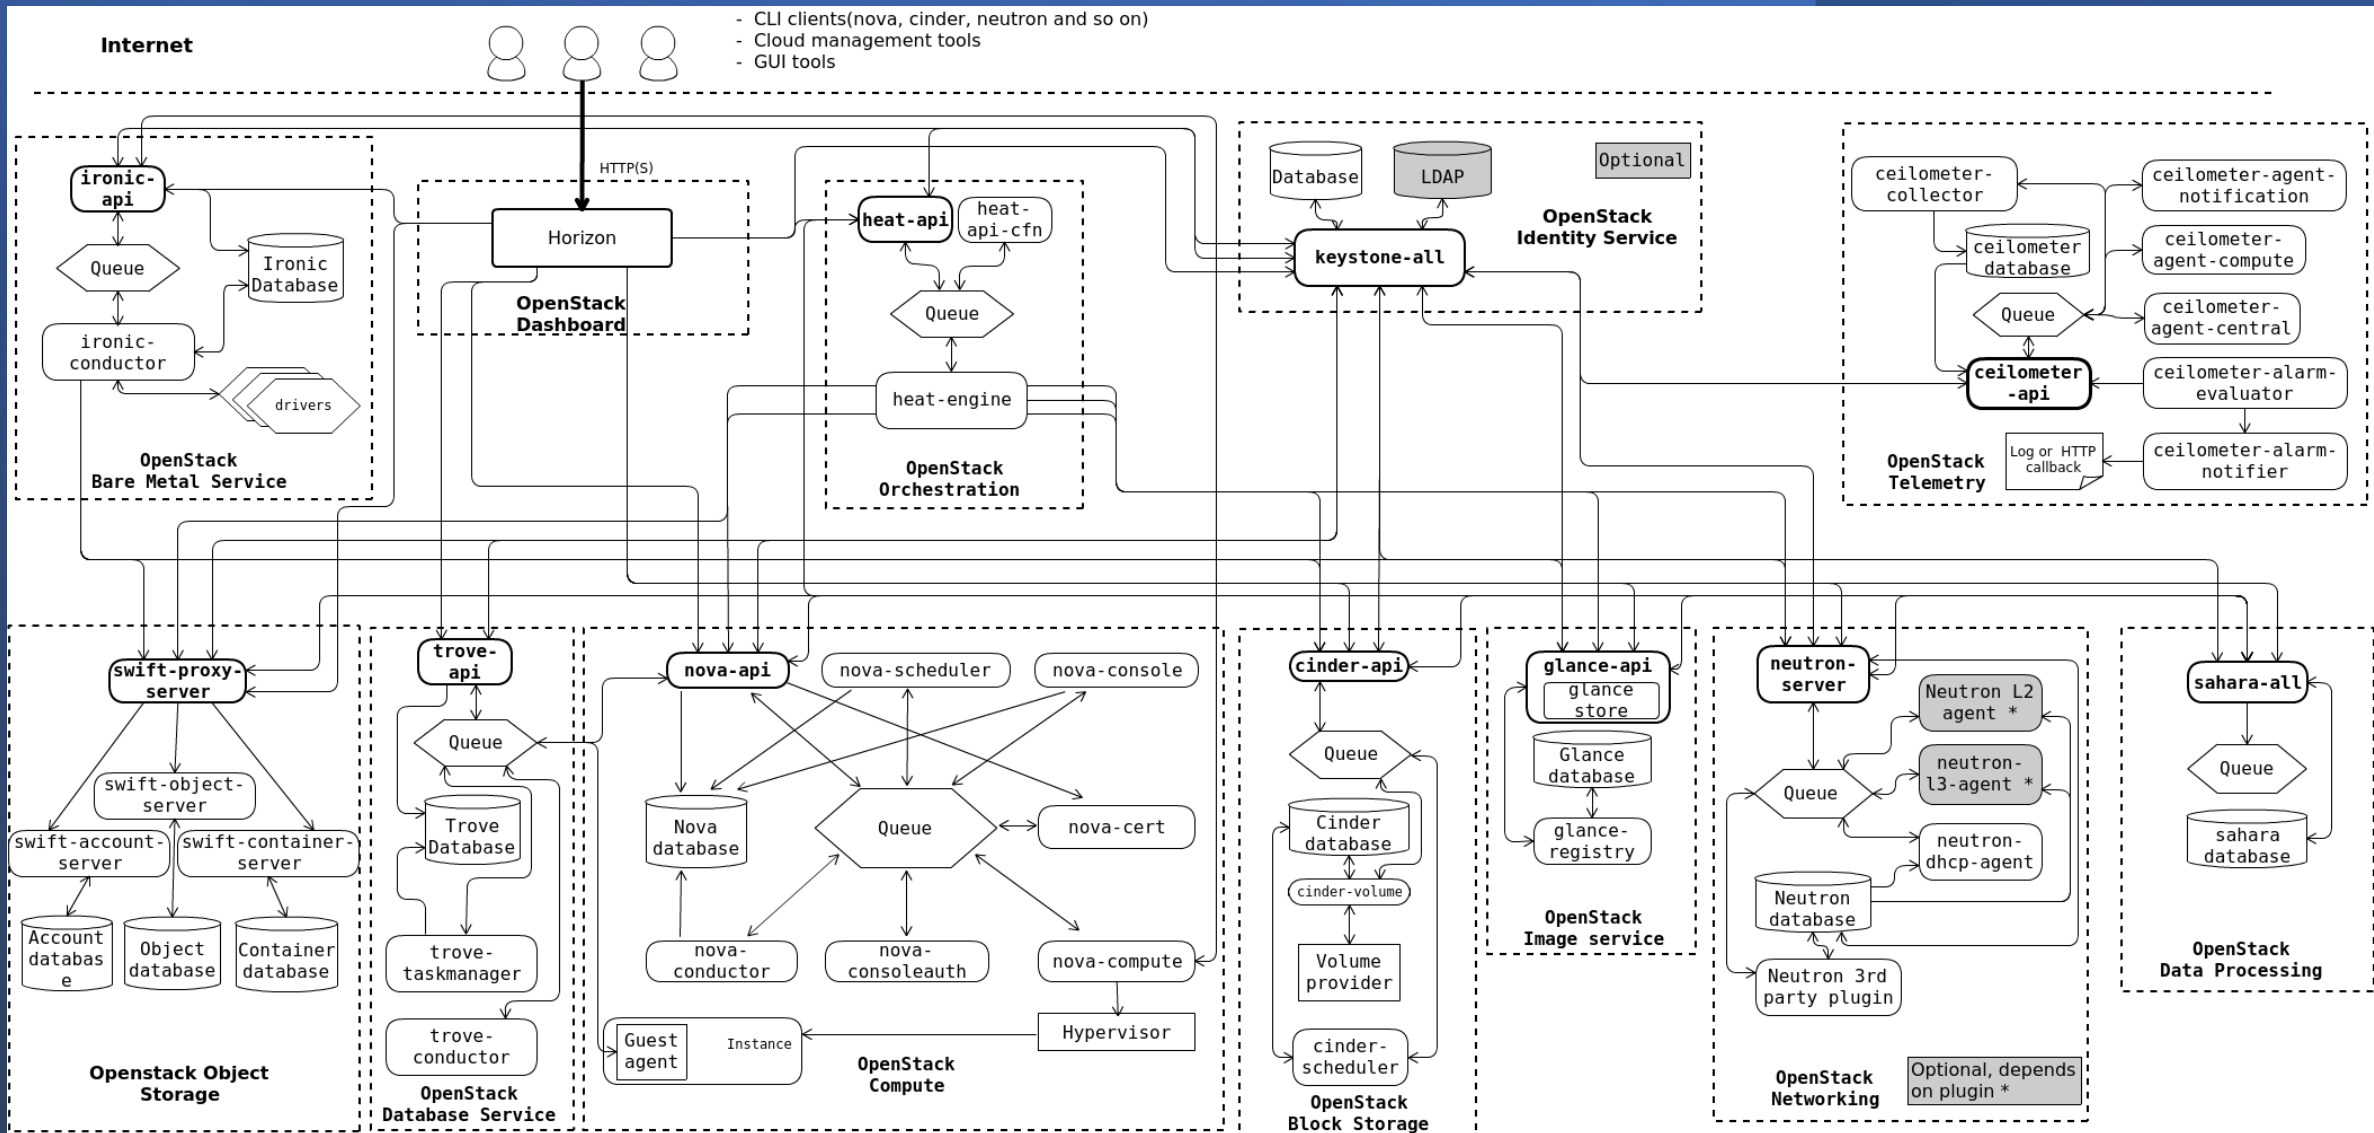 Internet
- CLI clients(nova, cinder, neutron and so on)
- Cloud management tools
- GUI tools
HTTP(S)
ironic-
api
Queue
Ironic
Database
ironic-
conductor
drivers
OpenStack
Bare Metal Service
Horizon
OpenStack
Dashboard
heat-api
heat-
api-cfn
Queue
heat-engine
OpenStack
Orchestration
Database
LDAP
Optional
OpenStack
Identity Service
keystone-all
ceilometer-
collector
ceilometer-agent-
notification
ceilometer
database
ceilometer-
agent-compute
Queue
ceilometer-
agent-central
ceilometer
-api
ceilometer-alarm-
evaluator
Log or HTTP
callback
ceilometer-alarm-
notifier
OpenStack
Telemetry
swift-proxy-
server
swift-object-
server
swift-account-
server
swift-container-
server
Account
databas
e
Object
database
Container
database
Openstack Object
Storage
trove-
api
Queue
Trove
Database
trove-
taskmanager
trove-
conductor
OpenStack
Database Service
nova-api
nova-scheduler
nova-console
Nova
database
Queue
nova-cert
nova-
conductor
nova-
consoleauth
nova-compute
Guest
agent
Instance
Hypervisor
OpenStack
Compute
cinder-api
Queue
Cinder
database
cinder-volume
Volume
provider
cinder-
scheduler
OpenStack
Block Storage
glance-api
glance
store
Glance
database
glance-
registry
OpenStack
Image service
neutron-
server
Neutron L2
agent *
Queue
neutron-
l3-agent *
neutron-
dhcp-agent
Neutron
database
Neutron 3rd
party plugin
OpenStack
Networking
Optional, depends
on plugin *
sahara-all
Queue
sahara
database
OpenStack
Data Processing